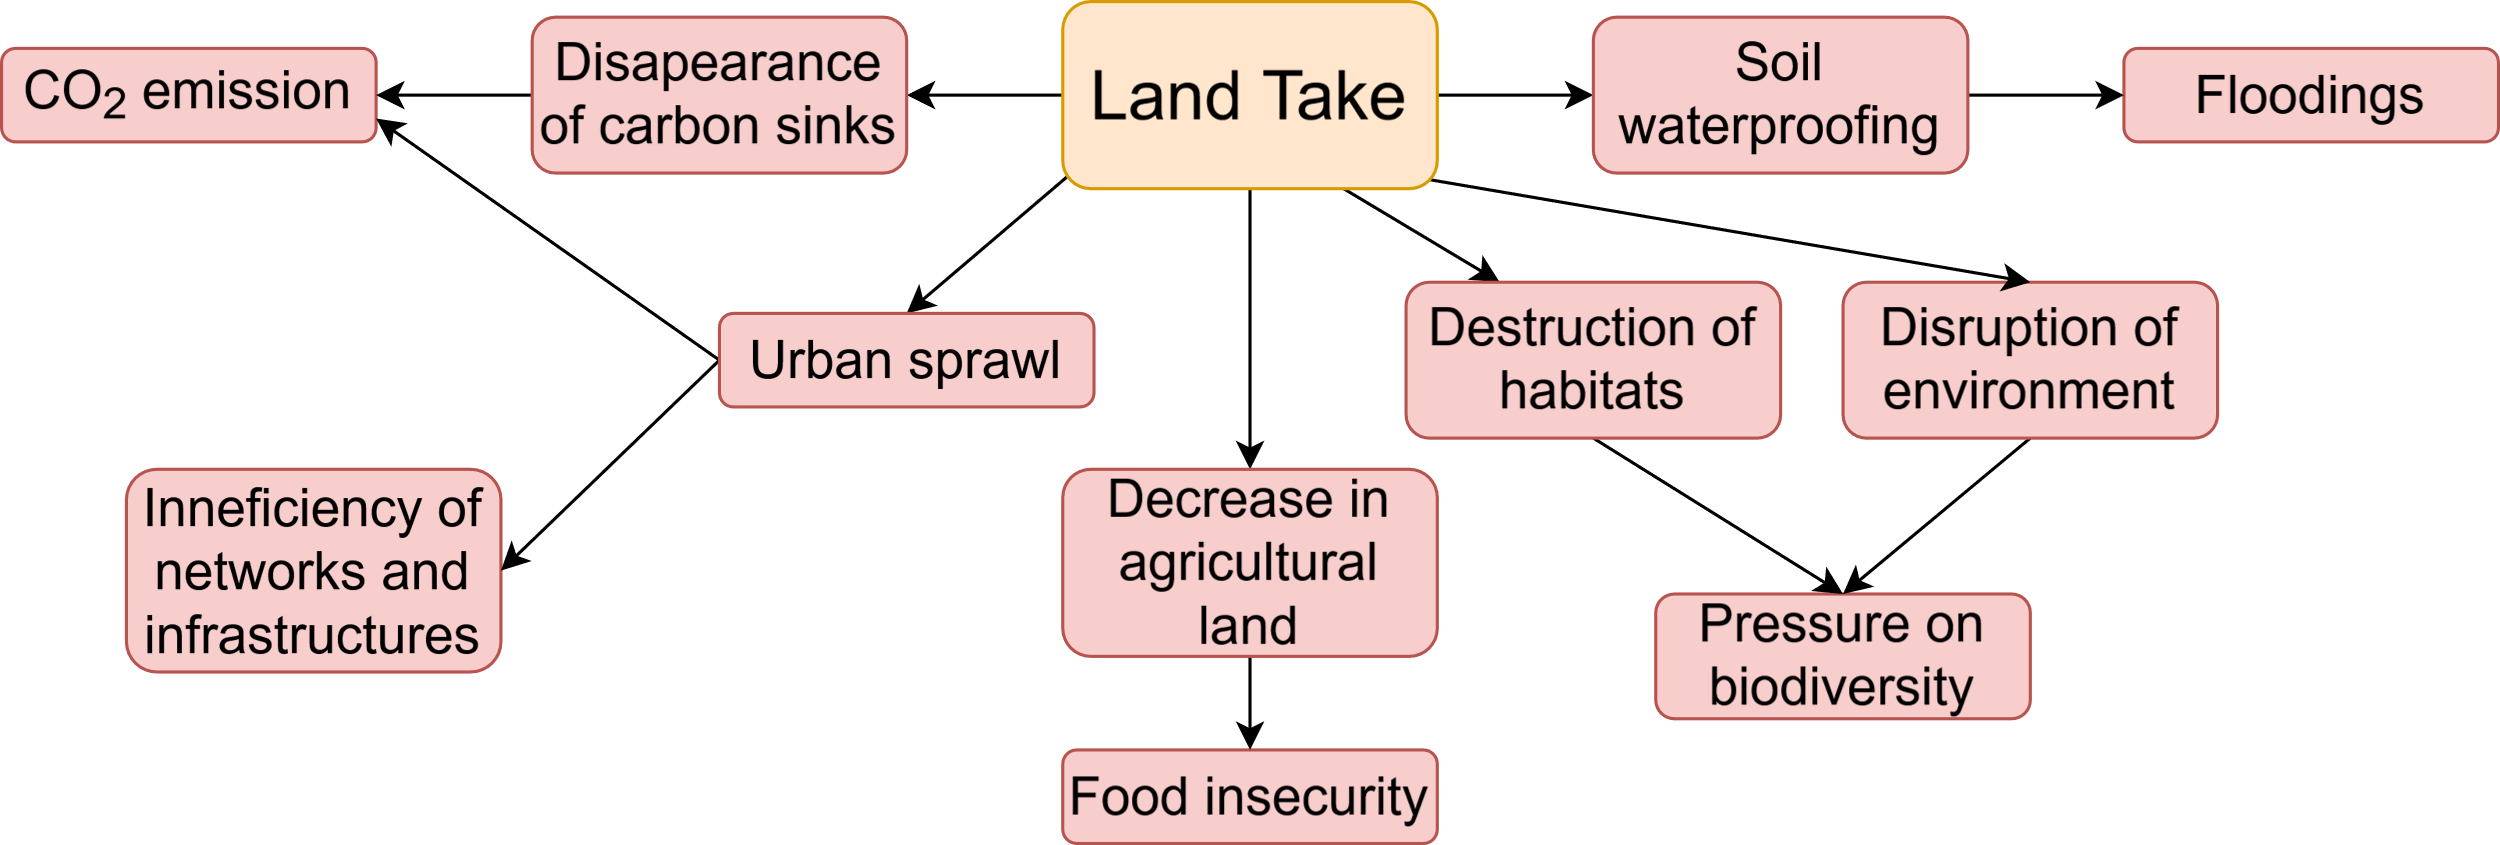 CO₂ emission
Disapearance
of carbon sinks
Land Take
Soil
waterproofing
Floodings
Urban sprawl
Destruction of
habitats
Disruption of
environment
Inneficiency of
networks and
infrastructures
Decrease in
agricultural
land
Pressure on
biodiversity
Food insecurity